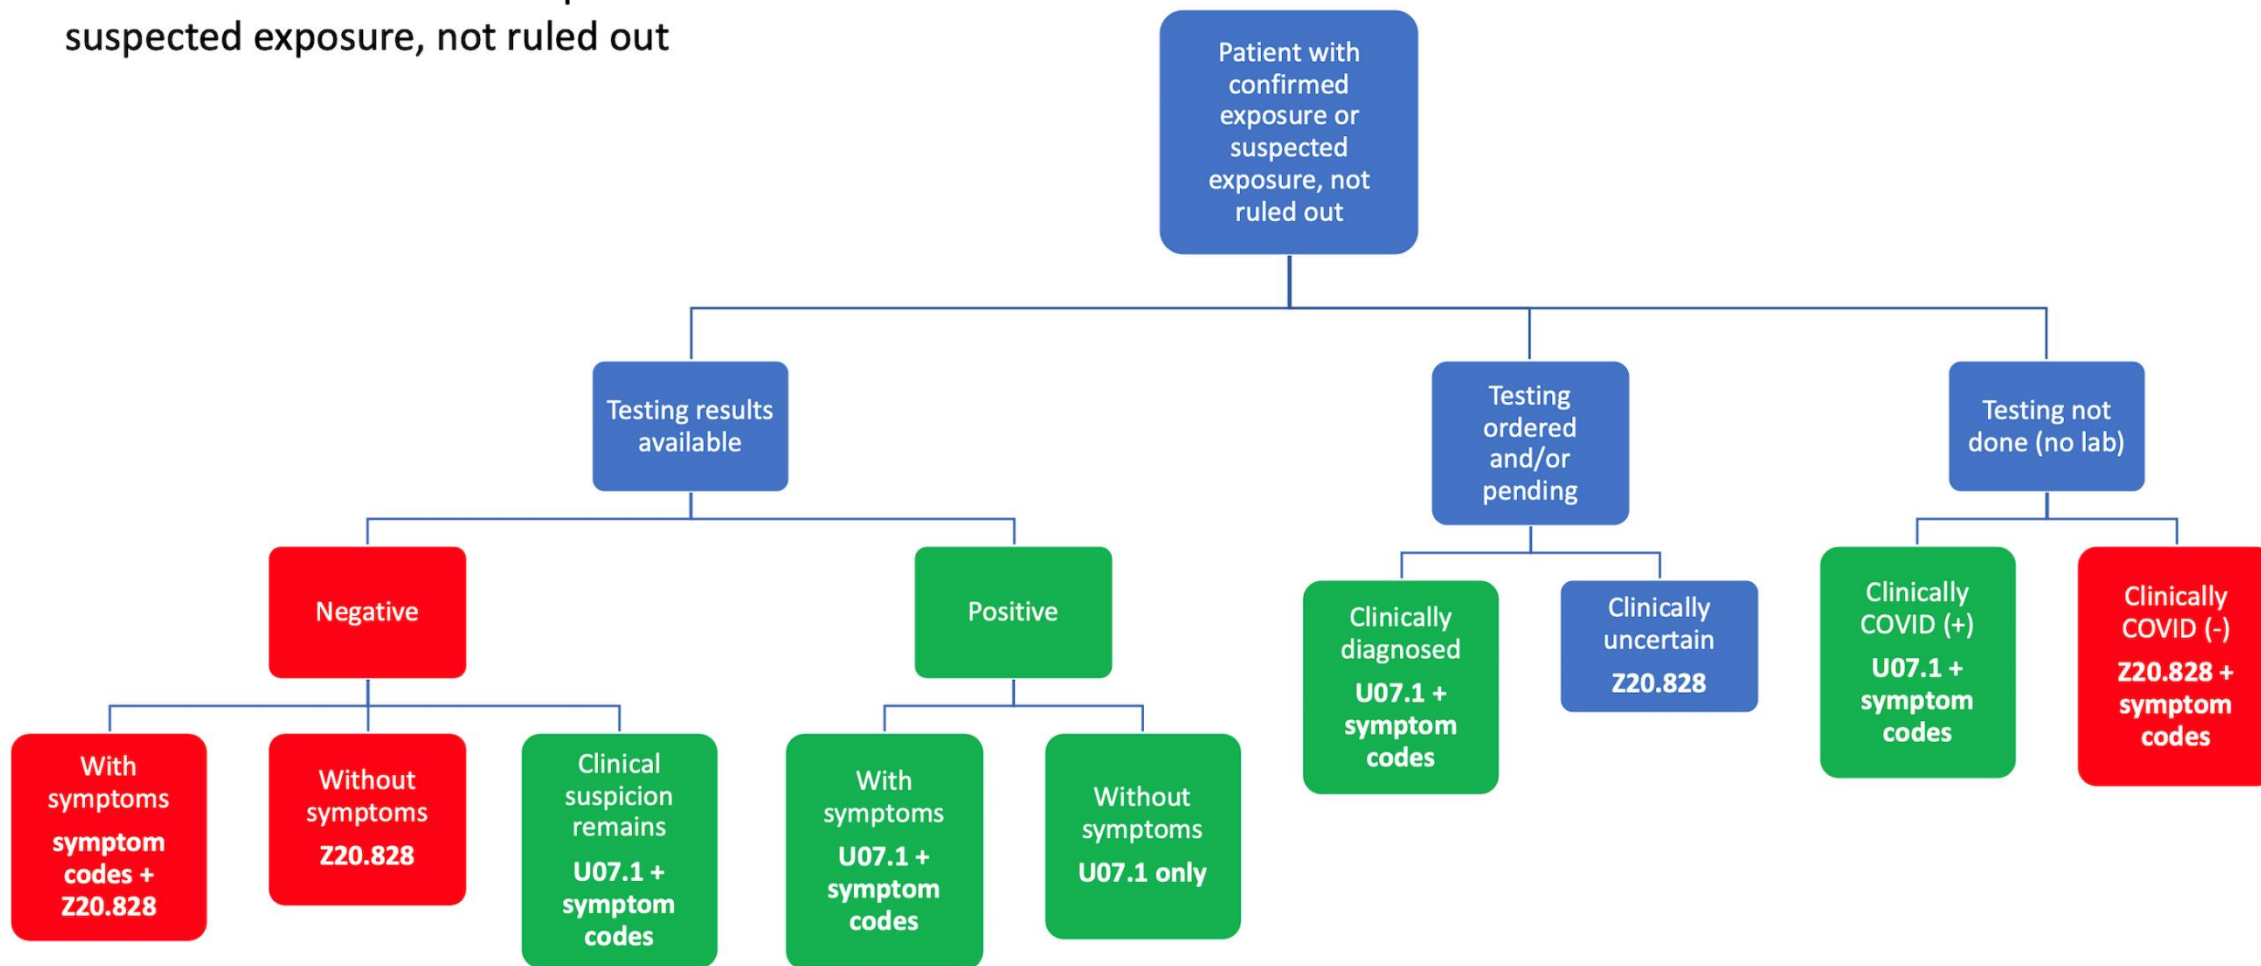 suspected exposure, not ruled out
Patient with
confirmed
exposure or
suspected
exposure, not
ruled out
Testing results
available
Testing
ordered
and/or
pending
Testing not
done (no lab)
Negative
Positive
Clinically
diagnosed
U07.1 +
symptom
codes
Clinically
uncertain
Z20.828
Clinically
COVID (+)
U07.1 +
symptom
codes
Clinically
COVID (-)
Z20.828 +
symptom
codes
With
symptoms
symptom
codes +
Z20.828
Without
symptoms
Z20.828
Clinical
suspicion
remains
U07.1 +
symptom
codes
With
symptoms
U07.1 +
symptom
codes
Without
symptoms
U07.1 only